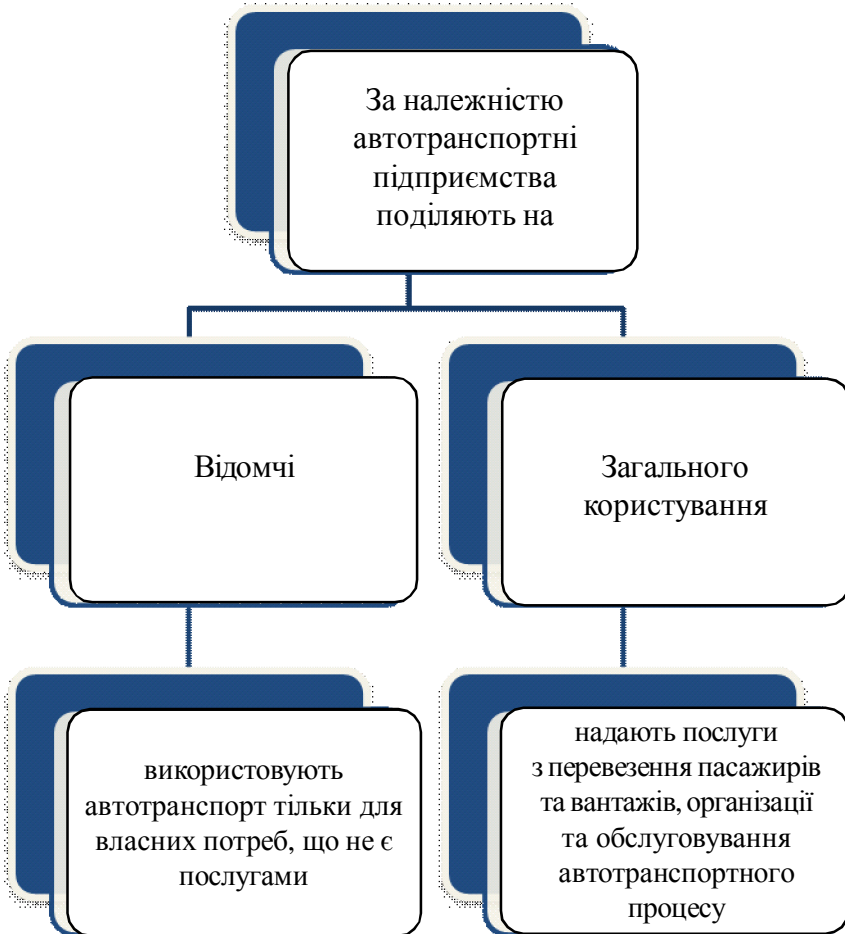 За належністю
автотранспортні
підприємства
поділяють на
Відомчі
Загального
користування
використовують
автотранспорт тільки для
власних потреб, що не є
послугами
надають послуги
з перевезення пасажирів
та вантажів, організації
та обслуговування
автотранспортного
процесу